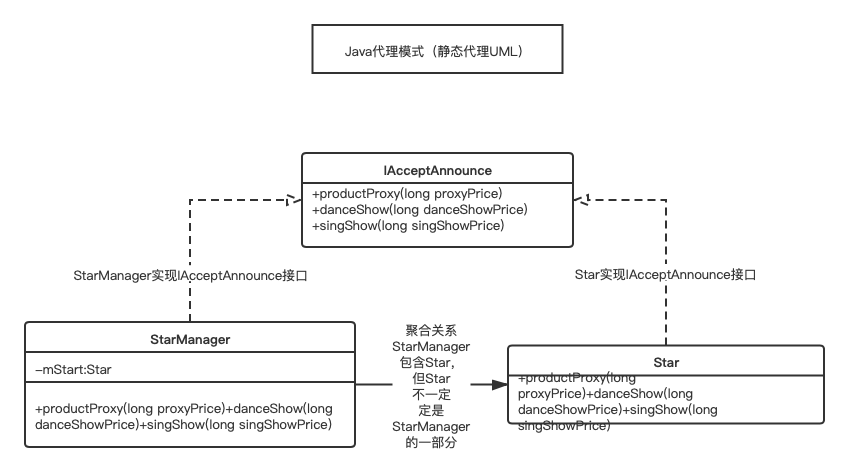 Java代理模式（静态代理UML）
IAcceptAnnounce
+productProxy(long proxyPrice)
+danceShow(long danceShowPrice)
+singShow(long singShowPrice)
StarManager实现IAcceptAnnounce接口
Star实现IAcceptAnnounce接口
StarManager
-mStart:Star
+productProxy(long proxyPrice)+danceShow(long
danceShowPrice)+singShow(long singShowPrice)
聚合关系
StarManager
包含Star，
但Star
不一定
定是
StarManager
的一部分
Star
+productProxy(long
proxyPrice)+danceShow(long
danceShowPrice)+singShow(long
singShowPrice)